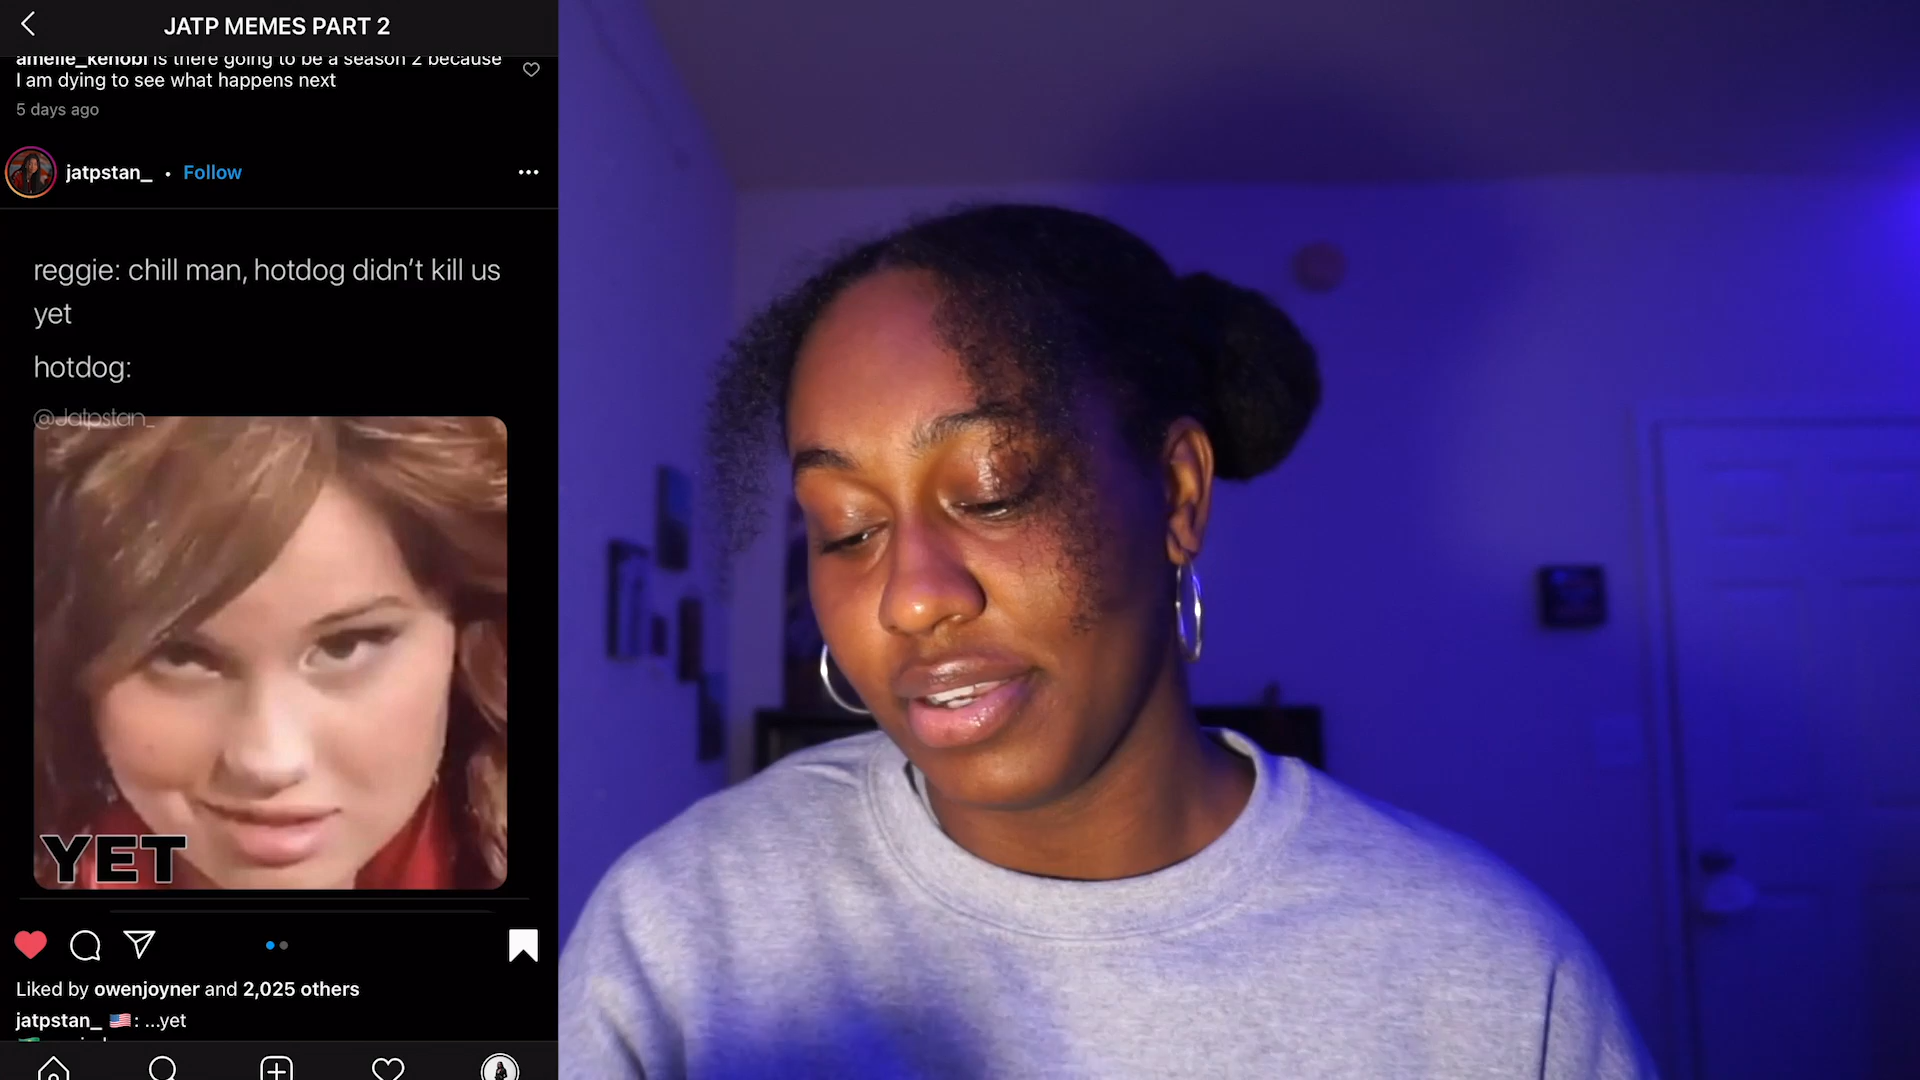 JATP MEMES PART 2
amelie_kenobi is there going to be a season 2 because
I am dying to see what happens next
5 days ago
jatpstan_ • Follow
reggie: chill man, hotdog didn't kill us
yet
hotdog:
@Jatpstan_
YET
Liked by owenjoyner and 2,025 others
jatpstan_ 🇺🇸: ...yet